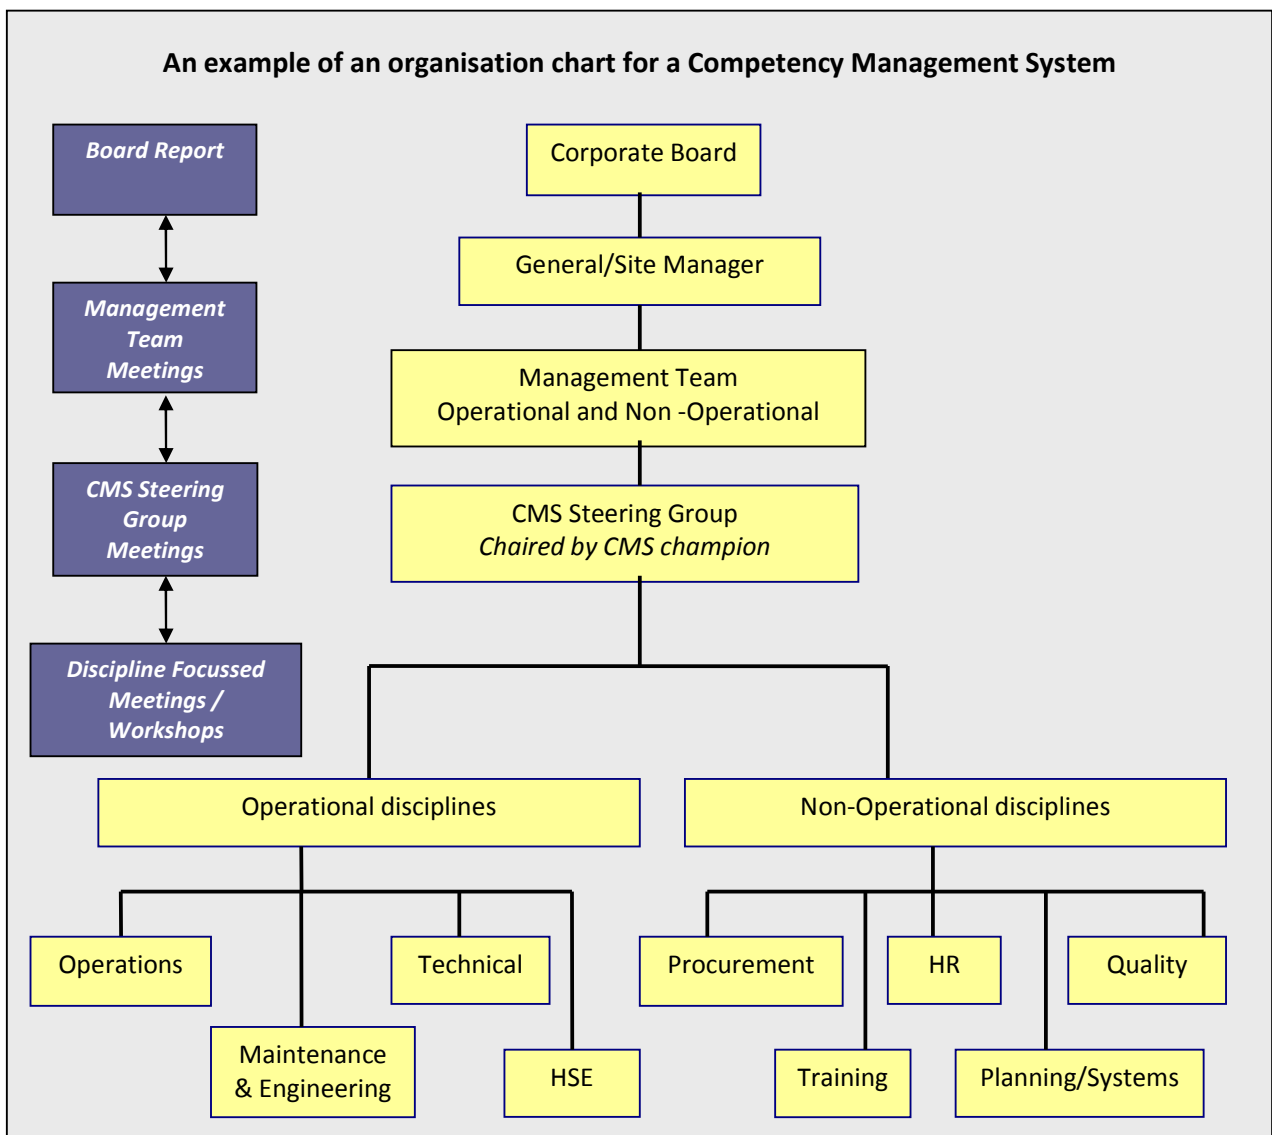 An example of an organisation chart for a Competency Management System
Board Report
Corporate Board
General/Site Manager
Management
Team
Meetings
Management Team
Operational and Non -Operational
CMS Steering
Group
Meetings
CMS Steering Group
Chaired by CMS champion
Discipline Focussed
Meetings /
Workshops
Operational disciplines
Non-Operational disciplines
Operations
Technical
Procurement
HR
Quality
Maintenance
& Engineering
HSE
Training
Planning/Systems